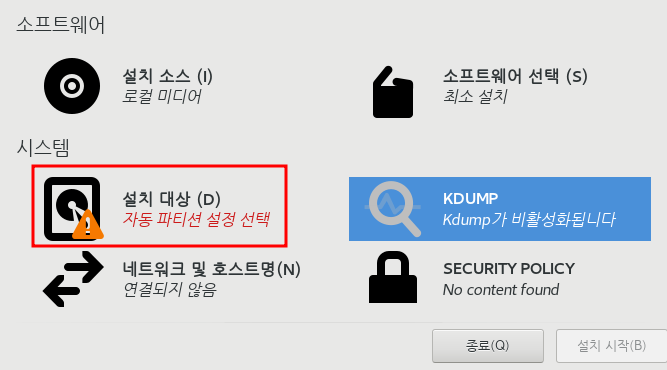 소프트웨어
설치 소스 (I)
로컬 미디어
소프트웨어 선택 (S)
최소 설치
시스템
설치 대상 (D)
자동 파티션 설정 선택
KDUMP
Kdump가 비활성화됩니다
네트워크 및 호스트명(N)
연결되지 않음
SECURITY POLICY
No content found
종료(Q)
설치 시작(B)